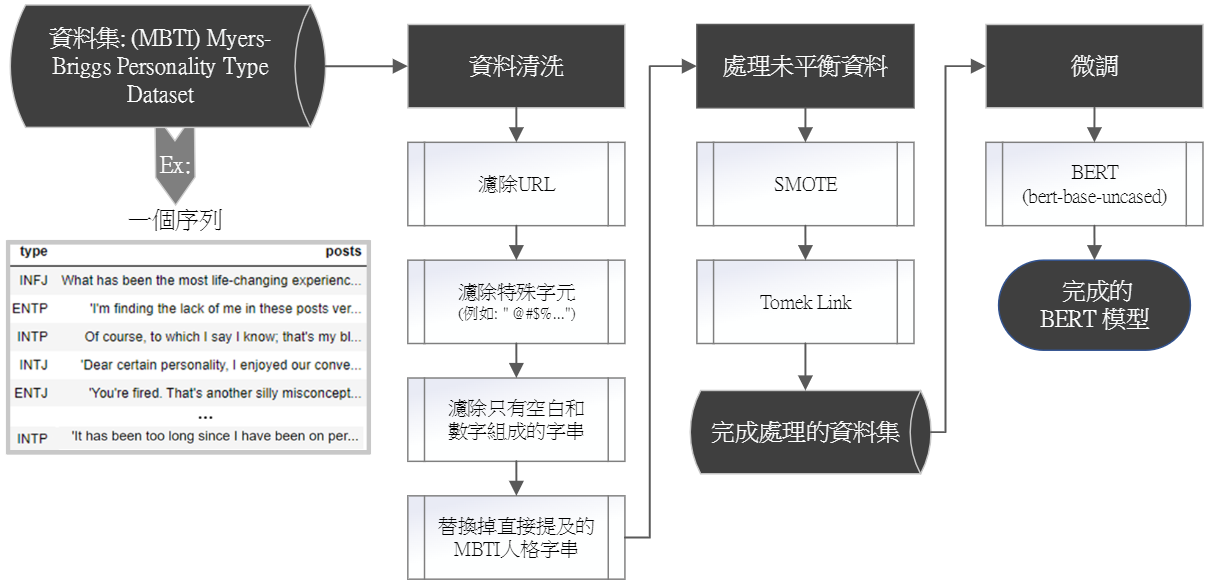 資料集: (MBTI) Myers-
Briggs Personality Type
Dataset
Ex:
一個序列
type posts
INFJ What has been the most life-changing experienc...
ENTP 'I'm finding the lack of me in these posts ver...
INTP Of course, to which I say I know; that's my bl...
INTJ 'Dear certain personality, I enjoyed our conve...
ENTJ 'You're fired. That's another silly misconcept...
...
INTP 'It has been too long since I have been on per...
資料清洗
濾除URL
濾除特殊字元
(例如: " @#$%...")
濾除只有空白和
數字組成的字串
替換掉直接提及的
MBTI人格字串
處理未平衡資料
SMOTE
Tomek Link
完成處理的資料集
微調
BERT
(bert-base-uncased)
完成的
BERT 模型